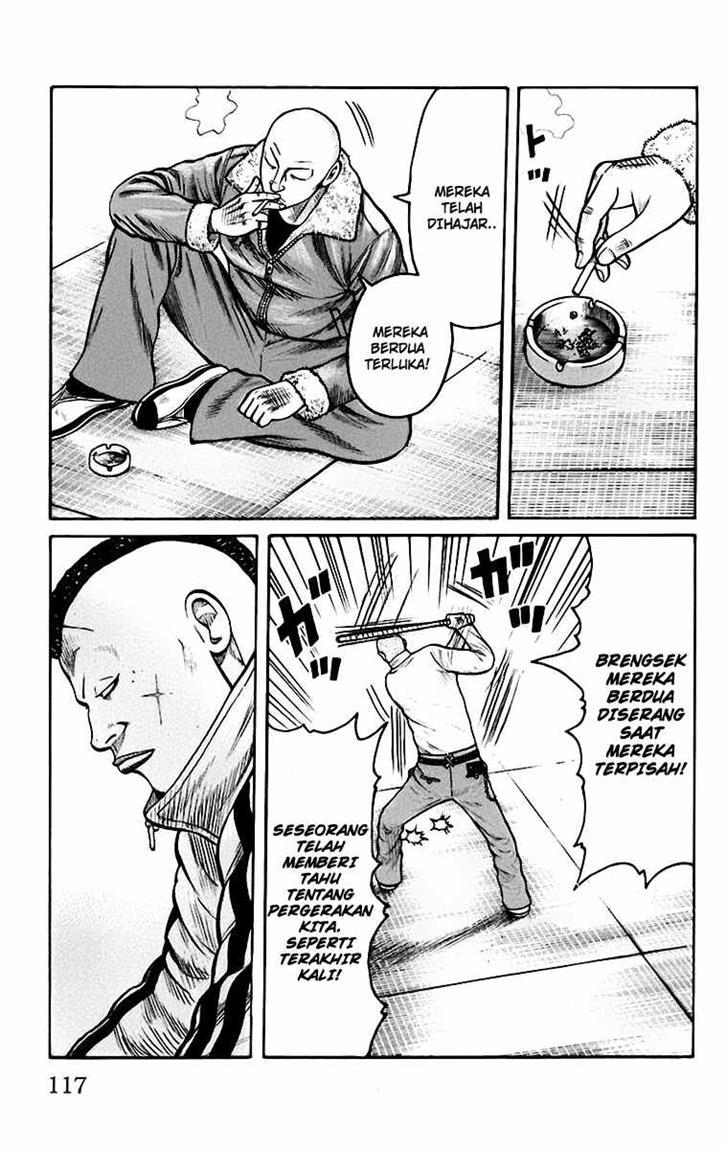 トッ
MEREKA
TELAH
DIHAJAR..
MEREKA
BERDUA
TERLUKA!
ガッ
ガッ
BRENGSEK
MEREKA
BERDUA
DISERANG
SAAT
MEREKA
TERPISAH!
SESEORANG
TELAH
MEMBERI
TAHU
TENTANG
PERGERAKAN
KITA.
SEPERTI
TERAKHIR
KALI!
117